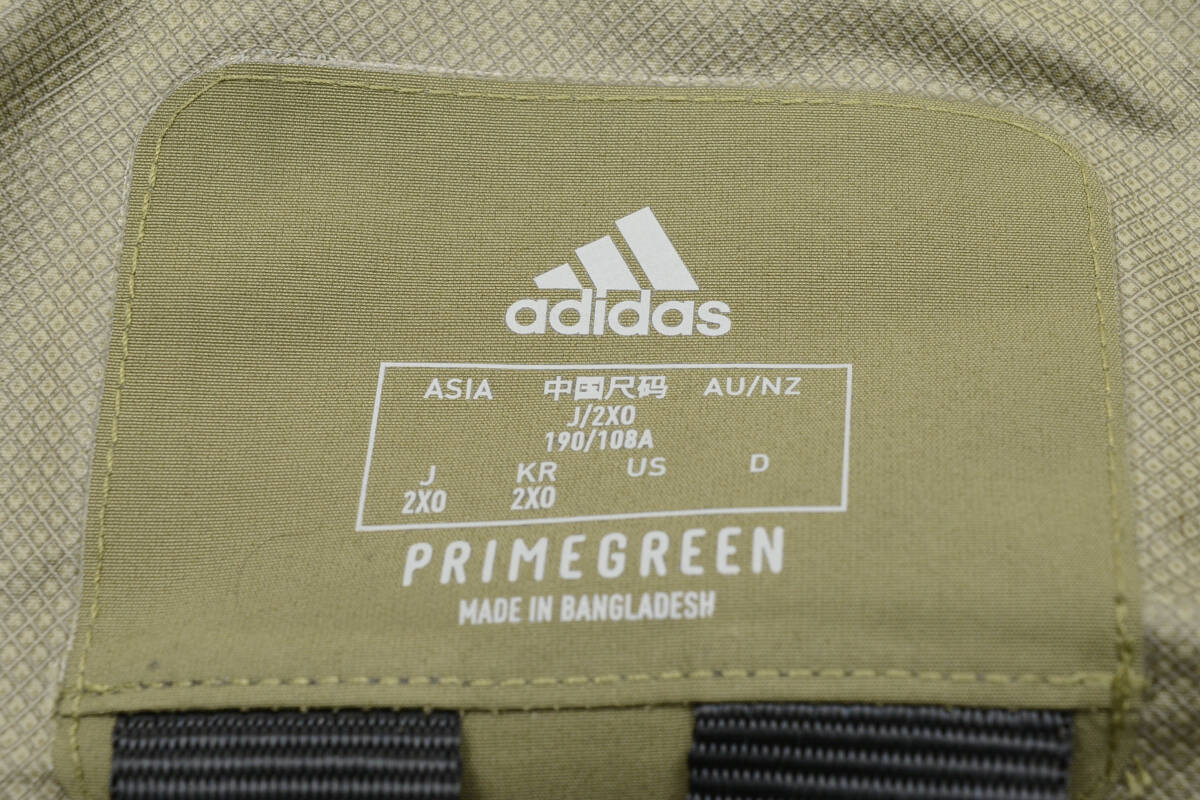 adidas
ASIA 中国尺码 AU/NZ
J/2XO
190/108A
J KR US D
2XO 2XO
PRIMEGREEN
MADE IN BANGLADESH